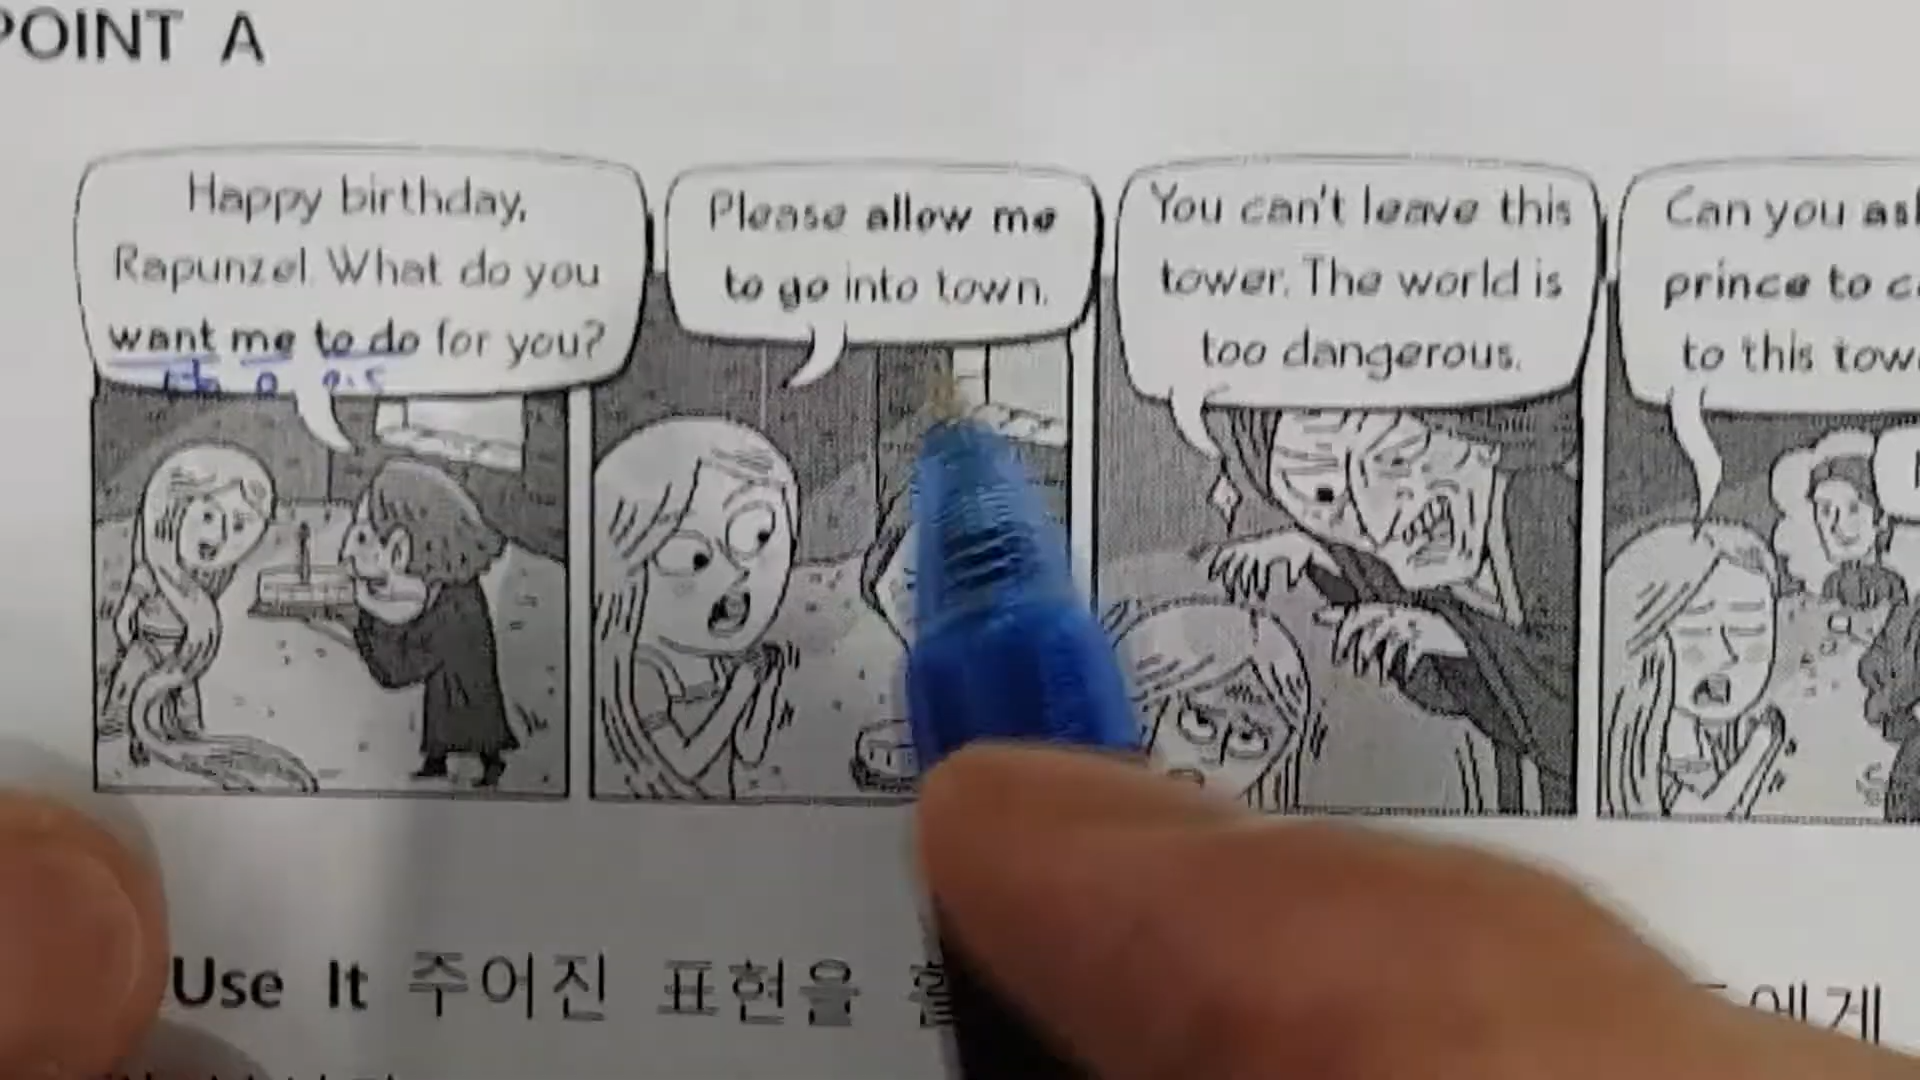 POINT A
Happy birthday,
Rapunzel. What do you
want me to do for you?
o o.c
Please allow me
to go into town.
You can't leave this
tower. The world is
too dangerous.
Can you as
prince to c
to this tow
Use It 주어진 표현을
에게